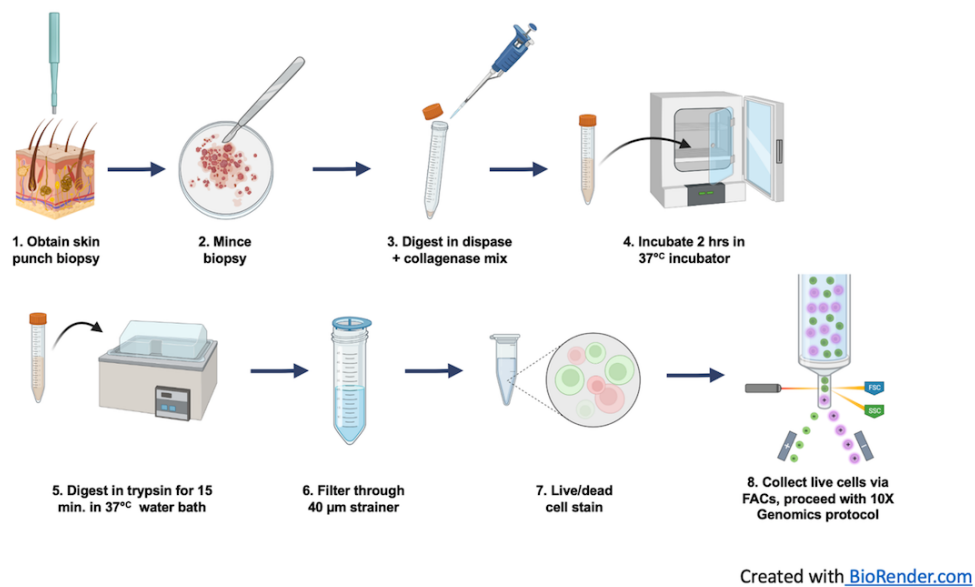 1. Obtain skin
punch biopsy
2. Mince
biopsy
3. Digest in dispase
+ collagenase mix
4. Incubate 2 hrs in
37ºC incubator
5. Digest in trypsin for 15
min. in 37ºC water bath
6. Filter through
40 µm strainer
7. Live/dead
cell stain
FSC
SSC
+
–
8. Collect live cells via
FACs, proceed with 10X
Genomics protocol
Created with BioRender.com